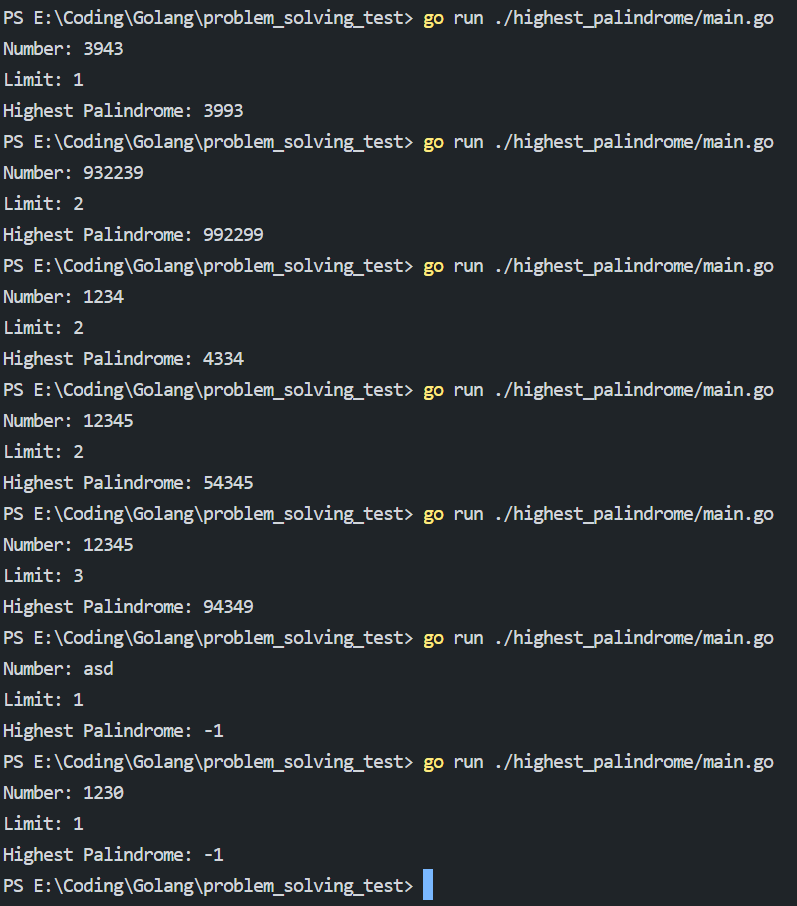 PS E:\Coding\Golang\problem_solving_test> go run ./highest_palindrome/main.go
Number: 3943
Limit: 1
Highest Palindrome: 3993
PS E:\Coding\Golang\problem_solving_test> go run ./highest_palindrome/main.go
Number: 932239
Limit: 2
Highest Palindrome: 992299
PS E:\Coding\Golang\problem_solving_test> go run ./highest_palindrome/main.go
Number: 1234
Limit: 2
Highest Palindrome: 4334
PS E:\Coding\Golang\problem_solving_test> go run ./highest_palindrome/main.go
Number: 12345
Limit: 2
Highest Palindrome: 54345
PS E:\Coding\Golang\problem_solving_test> go run ./highest_palindrome/main.go
Number: 12345
Limit: 3
Highest Palindrome: 94349
PS E:\Coding\Golang\problem_solving_test> go run ./highest_palindrome/main.go
Number: asd
Limit: 1
Highest Palindrome: -1
PS E:\Coding\Golang\problem_solving_test> go run ./highest_palindrome/main.go
Number: 1230
Limit: 1
Highest Palindrome: -1
PS E:\Coding\Golang\problem_solving_test>